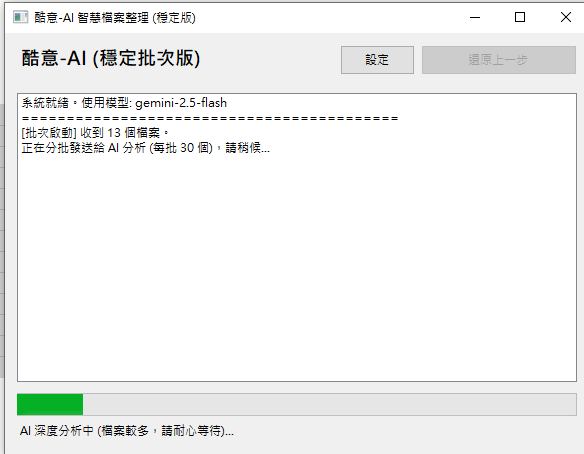 酷意-AI 智慧檔案整理 (穩定版)
酷意-AI (穩定批次版)
設定
還原上一步
系統就緒。使用模型: gemini-2.5-flash
==========================================
[批次啟動] 收到 13 個檔案。
正在分批發送給 AI 分析 (每批 30 個)，請稍候...
AI 深度分析中 (檔案較多，請耐心等待)...